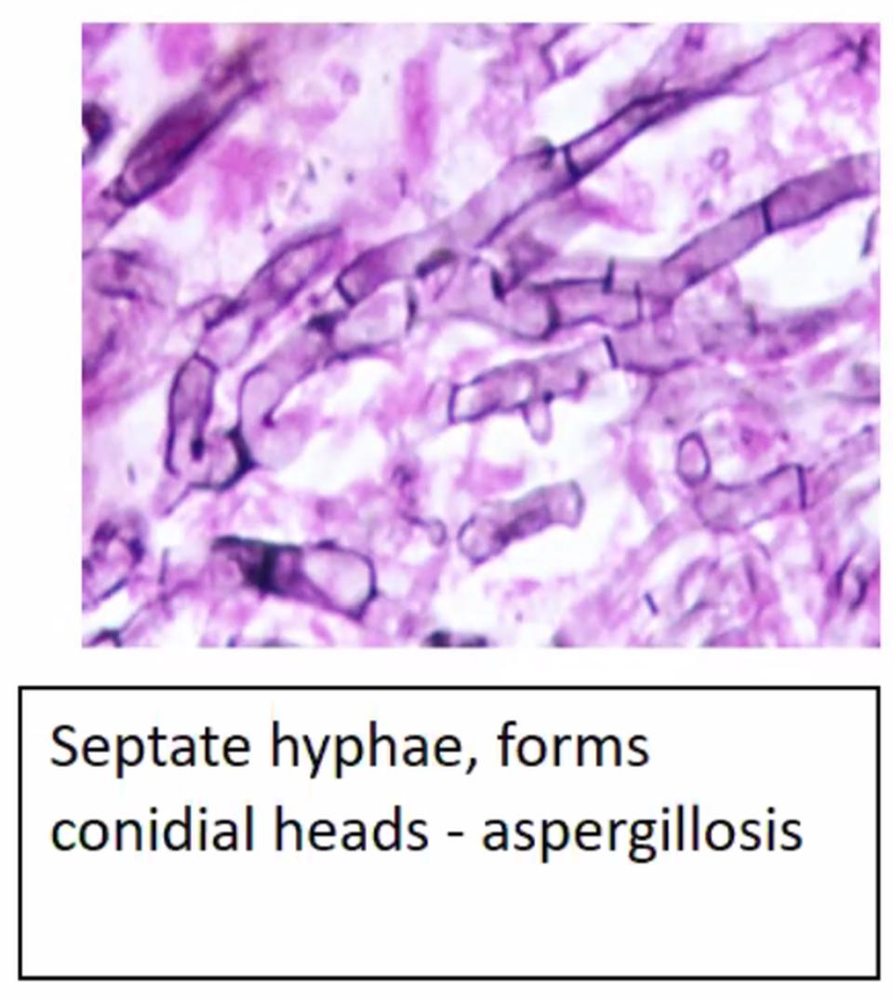 Septate hyphae, forms
conidial heads - aspergillosis